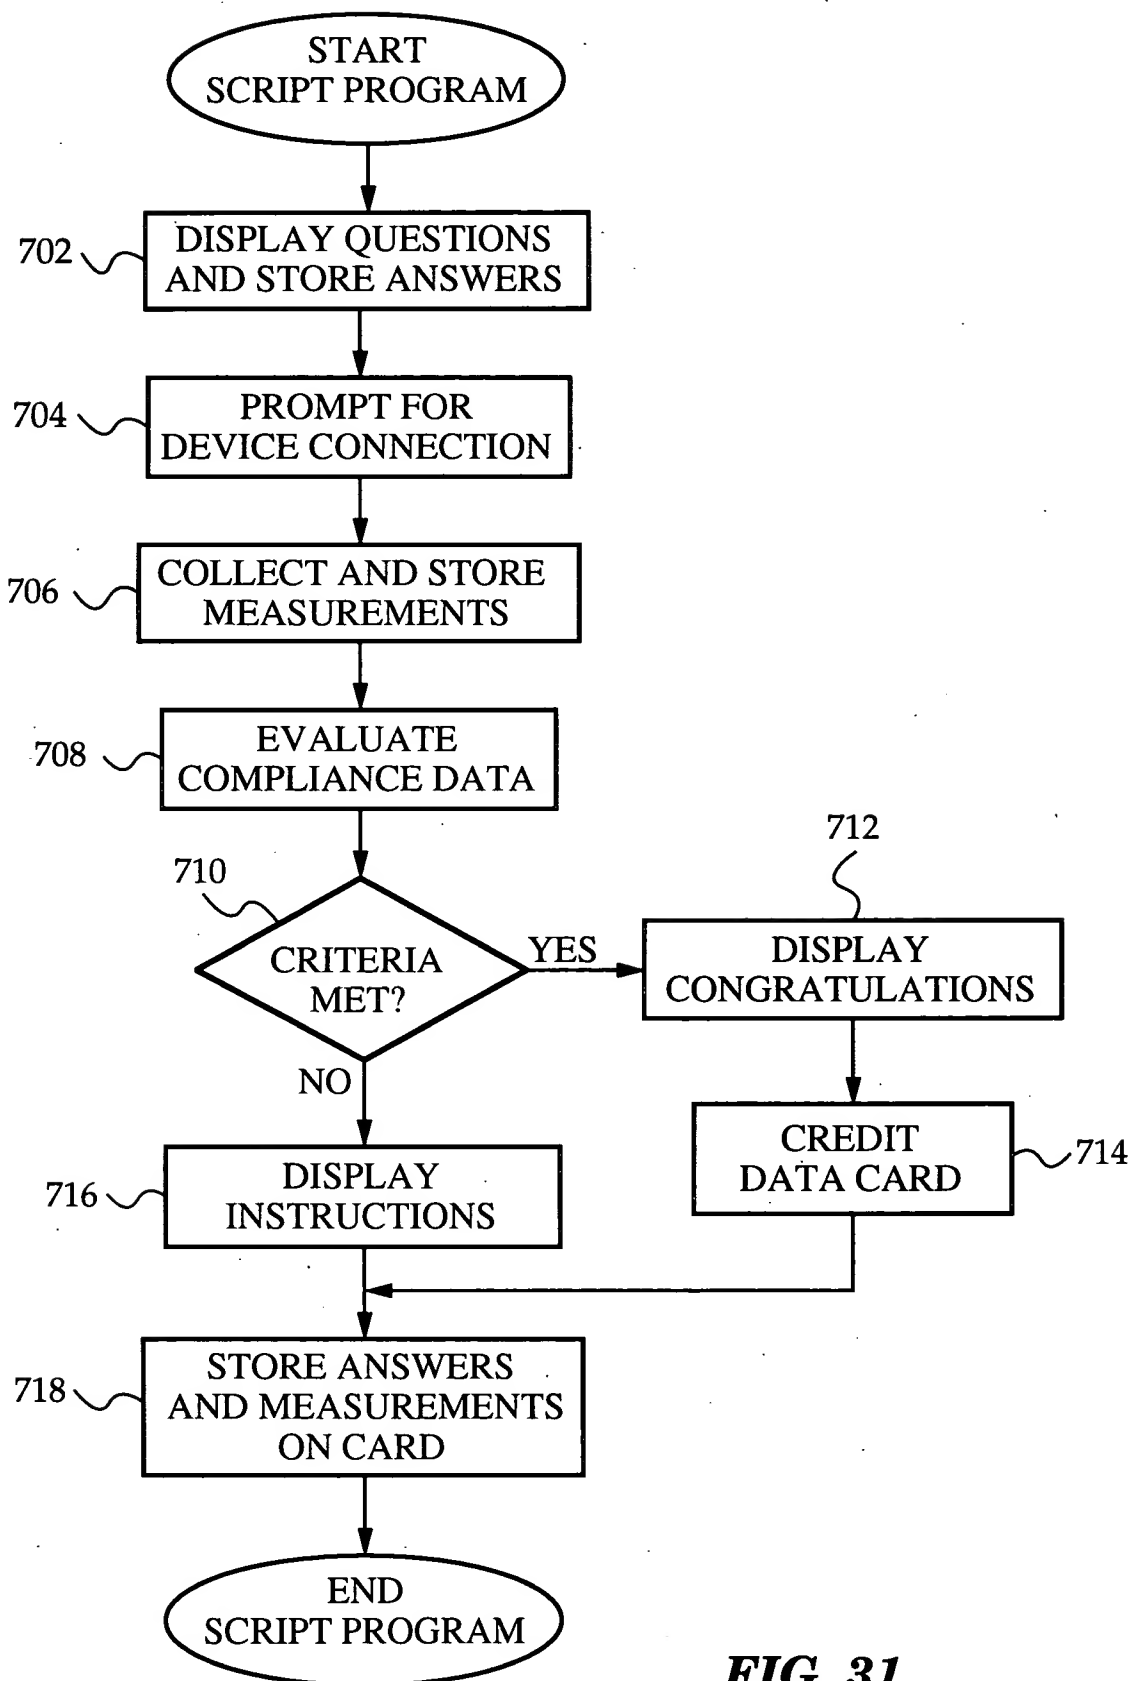 START
SCRIPT PROGRAM
702
DISPLAY QUESTIONS
AND STORE ANSWERS
704
PROMPT FOR
DEVICE CONNECTION
706
COLLECT AND STORE
MEASUREMENTS
708
EVALUATE
COMPLIANCE DATA
710
CRITERIA
MET?
YES
712
DISPLAY
CONGRATULATIONS
NO
CREDIT
DATA CARD
714
716
DISPLAY
INSTRUCTIONS
718
STORE ANSWERS
AND MEASUREMENTS
ON CARD
END
SCRIPT PROGRAM
FIG. 31